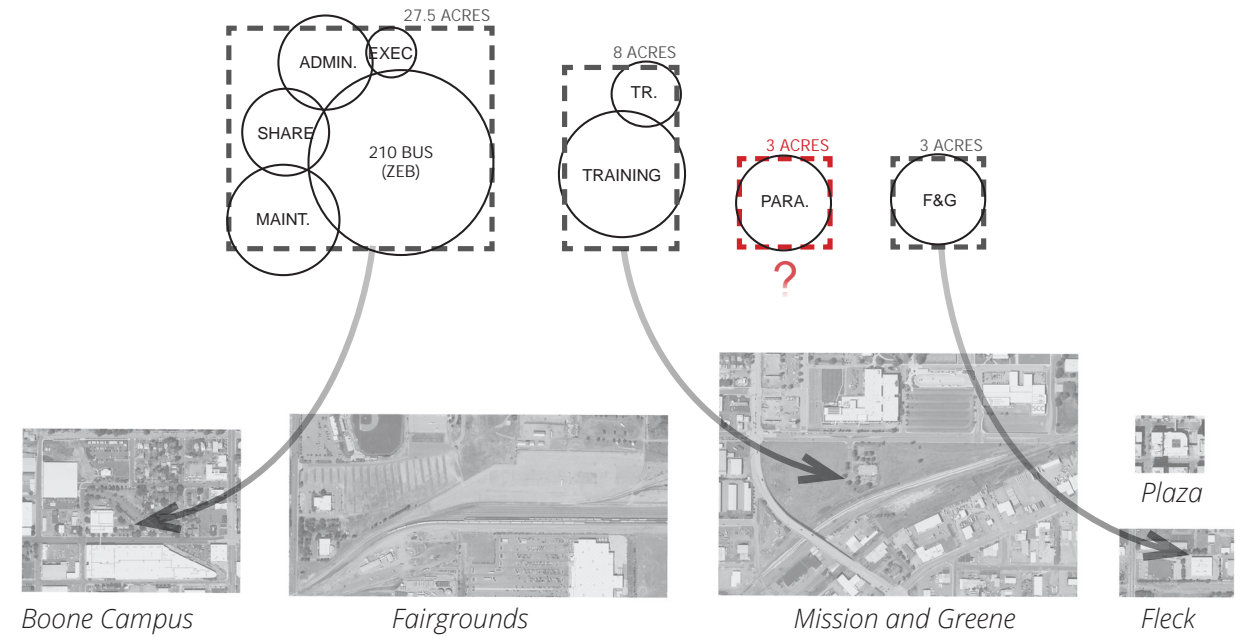 27.5 ACRES
ADMIN.
EXEC
SHARE
210 BUS
(ZEB)
MAINT.
8 ACRES
TR.
TRAINING
3 ACRES
PARA.
?
3 ACRES
F&G
Boone Campus
Fairgrounds
Mission and Greene
Plaza
Fleck